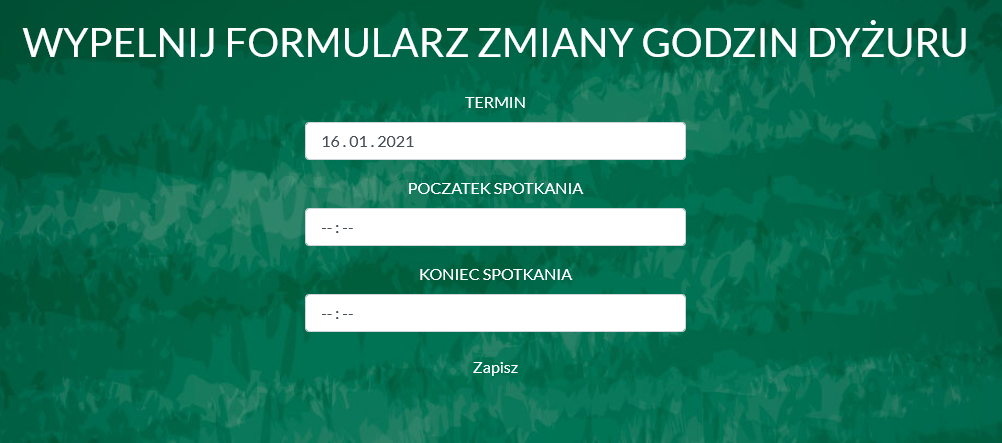 WYPELNIJ FORMULARZ ZMIANY GODZIN DYŻURU
TERMIN
16.01.2021
POCZATEK SPOTKANIA
--:--
KONIEC SPOTKANIA
--:--
Zapisz